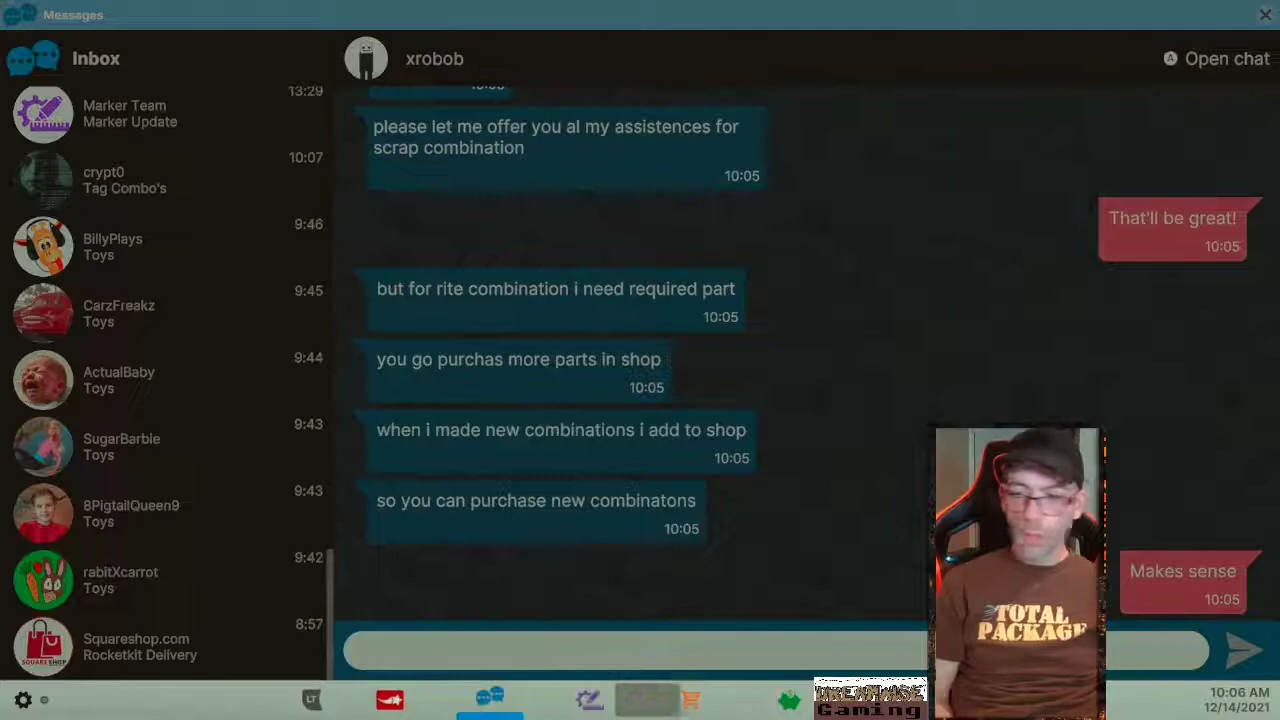 Messages
Inbox
xrobob
A Open chat
13:29
Marker Team
Marker Update
10:07
crypt0
Tag Combo's
9:46
BillyPlays
Toys
9:45
CarzFreakz
Toys
9:44
ActualBaby
Toys
9:43
SugarBarbie
Toys
9:43
8PigtailQueen9
Toys
9:42
rabitXcarrot
Toys
8:57
Squareshop.com
Rocketkit Delivery
SQUARE SHOP
10:05
please let me offer you al my assistences for
scrap combination
10:05
That'll be great!
10:05
but for rite combination i need required part
10:05
you go purchas more parts in shop
10:05
when i made new combinations i add to shop
10:05
so you can purchase new combinatons
10:05
Makes sense
10:05
TOTAL
PACKAGE
LT
Gaming
10:06 AM
12/14/2021